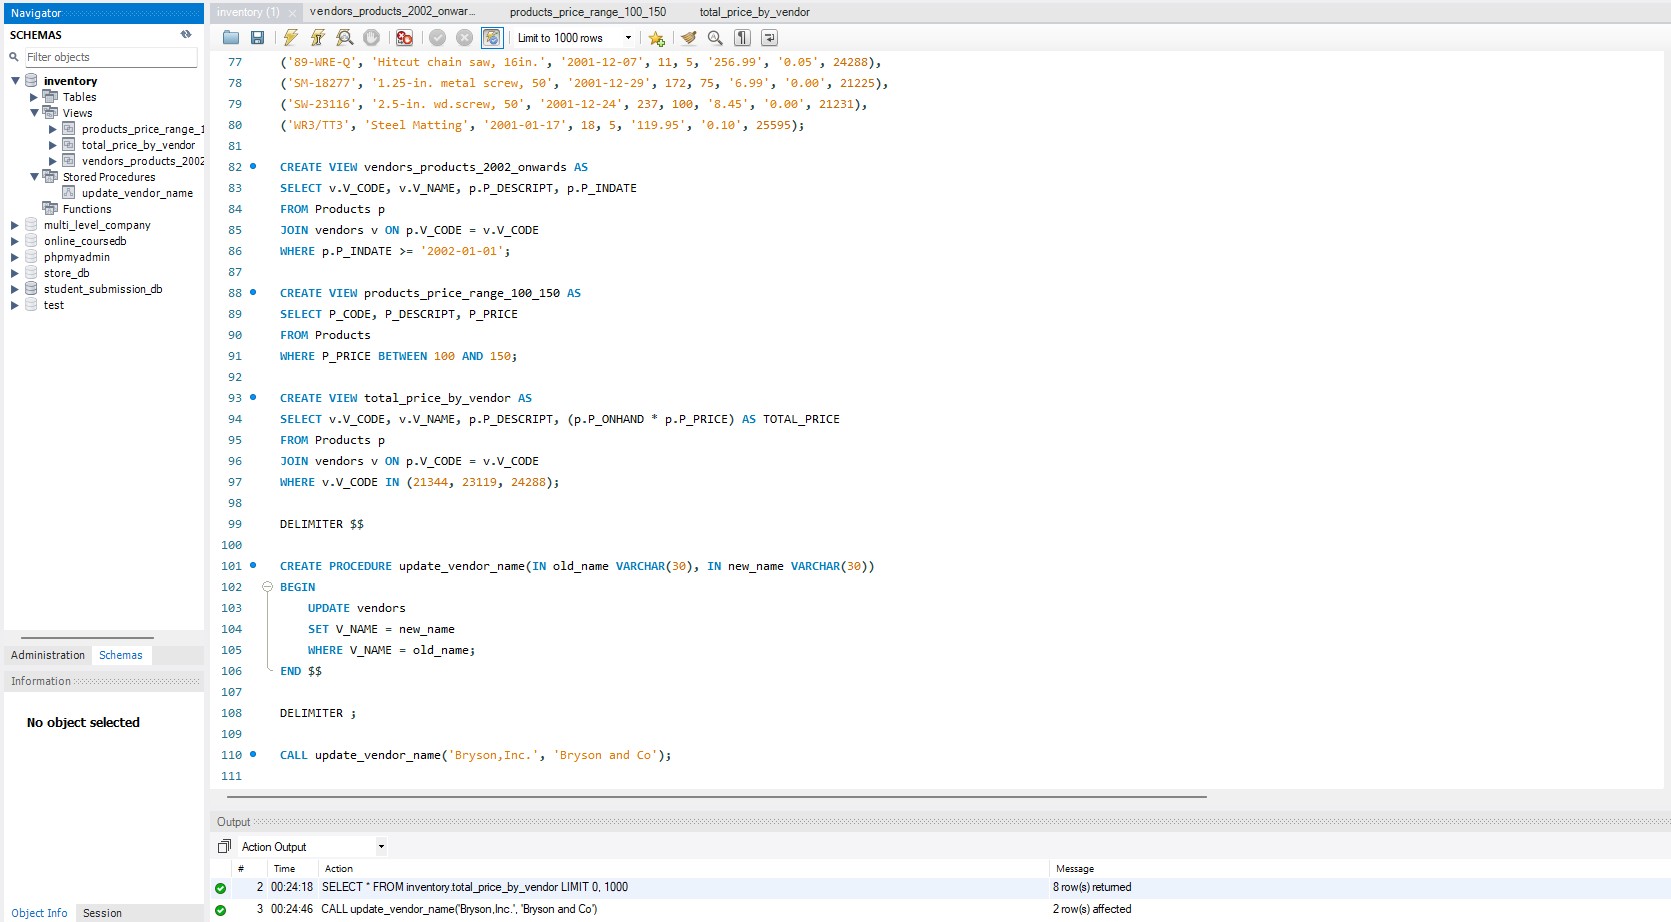 Navigator
SCHEMAS
Filter objects
inventory
Tables
Views
products_price_range_1
total_price_by_vendor
vendors_products_2002
Stored Procedures
update_vendor_name
Functions
multi_level_company
online_coursedb
phpmyadmin
store_db
student_submission_db
test
Administration Schemas
Information
No object selected
Object Info Session
inventory (1) vendors_products_2002_onwar... products_price_range_100_150 total_price_by_vendor
Limit to 1000 rows
77 ('89-WRE-Q', 'Hitcut chain saw, 16in.', '2001-12-07', 11, 5, '256.99', '0.05', 24288),
78 ('SM-18277', '1.25-in. metal screw, 50', '2001-12-29', 172, 75, '6.99', '0.00', 21225),
79 ('SW-23116', '2.5-in. wd.screw, 50', '2001-12-24', 237, 100, '8.45', '0.00', 21231),
80 ('WR3/TT3', 'Steel Matting', '2001-01-17', 18, 5, '119.95', '0.10', 25595);
81
82 CREATE VIEW vendors_products_2002_onwards AS
83 SELECT v.V_CODE, v.V_NAME, p.P_DESCRIPT, p.P_INDATE
84 FROM Products p
85 JOIN vendors v ON p.V_CODE = v.V_CODE
86 WHERE p.P_INDATE >= '2002-01-01';
87
88 CREATE VIEW products_price_range_100_150 AS
89 SELECT P_CODE, P_DESCRIPT, P_PRICE
90 FROM Products
91 WHERE P_PRICE BETWEEN 100 AND 150;
92
93 CREATE VIEW total_price_by_vendor AS
94 SELECT v.V_CODE, v.V_NAME, p.P_DESCRIPT, (p.P_ONHAND * p.P_PRICE) AS TOTAL_PRICE
95 FROM Products p
96 JOIN vendors v ON p.V_CODE = v.V_CODE
97 WHERE v.V_CODE IN (21344, 23119, 24288);
98
99 DELIMITER $$
100
101 CREATE PROCEDURE update_vendor_name(IN old_name VARCHAR(30), IN new_name VARCHAR(30))
102 BEGIN
103 UPDATE vendors
104 SET V_NAME = new_name
105 WHERE V_NAME = old_name;
106 END $$
107
108 DELIMITER ;
109
110 CALL update_vendor_name('Bryson,Inc.', 'Bryson and Co');
111
Output
Action Output
# Time Action Message
2 00:24:18 SELECT * FROM inventory.total_price_by_vendor LIMIT 0, 1000 8 row(s) returned
3 00:24:46 CALL update_vendor_name('Bryson,Inc.', 'Bryson and Co') 2 row(s) affected